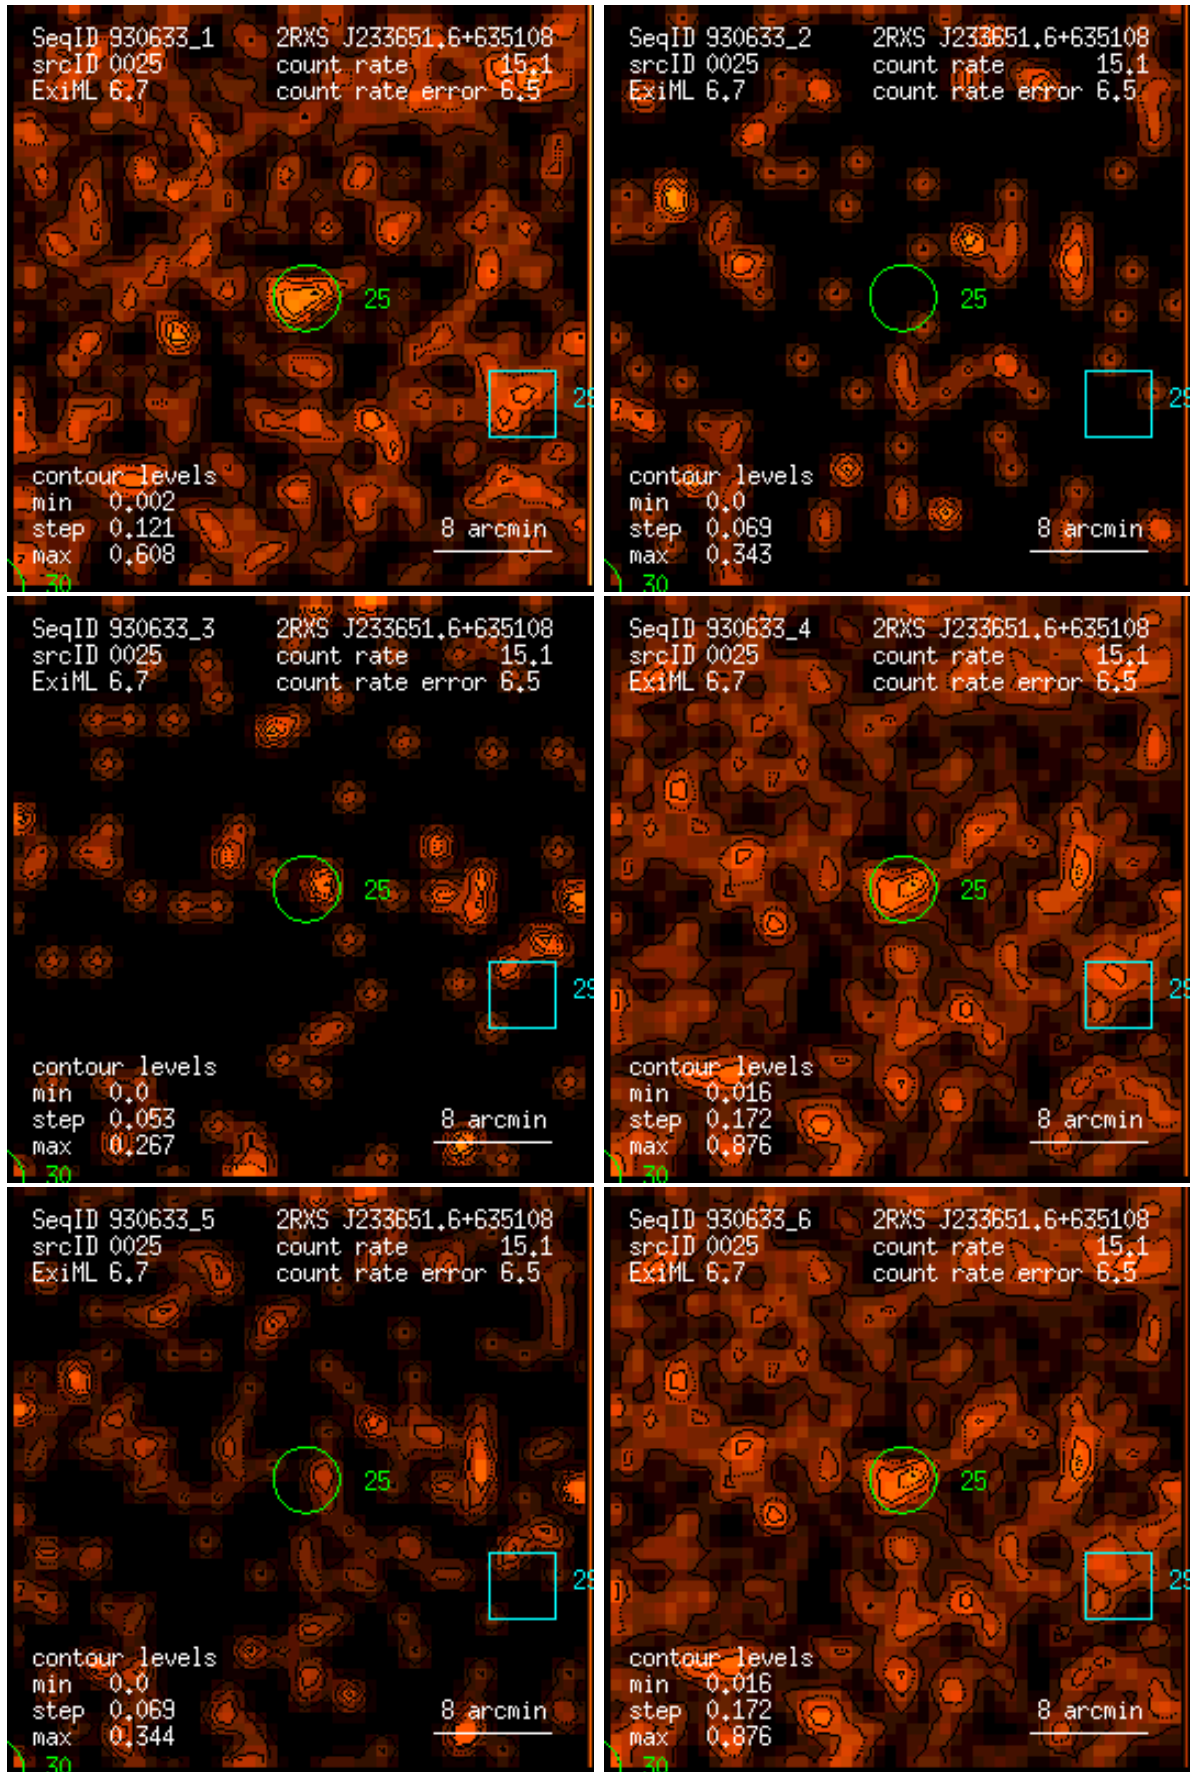 SeqID 930633_1 2RXS J233651.6+635108
srcID 0025 count rate 15.1
ExiML 6.7 count rate error 6.5
25
29
contour levels
min 0.002
step 0.121
max 0.608
8 arcmin
30
SeqID 930633_2 2RXS J233651.6+635108
srcID 0025 count rate 15.1
ExiML 6.7 count rate error 6.5
25
29
contour levels
min 0.0
step 0.069
max 0.343
8 arcmin
30
SeqID 930633_3 2RXS J233651.6+635108
srcID 0025 count rate 15.1
ExiML 6.7 count rate error 6.5
25
29
contour levels
min 0.0
step 0.053
max 0.267
8 arcmin
30
SeqID 930633_4 2RXS J233651.6+635108
srcID 0025 count rate 15.1
ExiML 6.7 count rate error 6.5
25
29
contour levels
min 0.016
step 0.172
max 0.876
8 arcmin
30
SeqID 930633_5 2RXS J233651.6+635108
srcID 0025 count rate 15.1
ExiML 6.7 count rate error 6.5
25
29
contour levels
min 0.0
step 0.069
max 0.344
8 arcmin
30
SeqID 930633_6 2RXS J233651.6+635108
srcID 0025 count rate 15.1
ExiML 6.7 count rate error 6.5
25
29
contour levels
min 0.016
step 0.172
max 0.876
8 arcmin
30